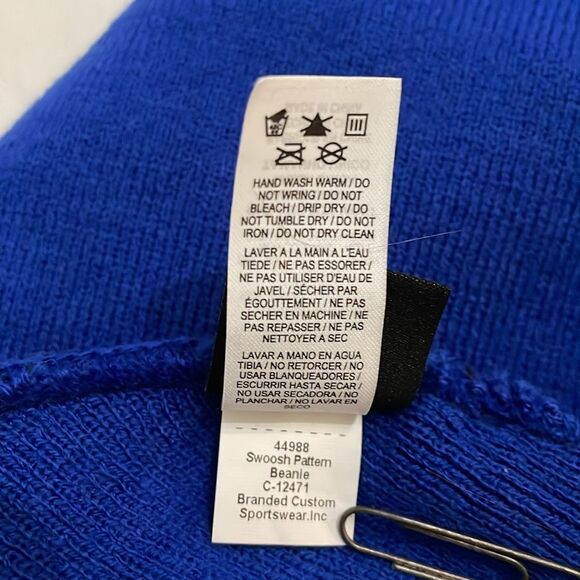 HAND WASH WARM / DO
NOT WRING / DO NOT
BLEACH / DRIP DRY / DO
NOT TUMBLE DRY / DO NOT
IRON / DO NOT DRY CLEAN
LAVER A LA MAIN A L'EAU
TIEDE / NE PAS ESSORER /
NE PAS UTILISER D'EAU DE
JAVEL / SÉCHER PAR
ÉGOUTTEMENT / NE PAS
SECHER EN MACHINE / NE
PAS REPASSER / NE PAS
NETTOYER A SEC
LAVAR A MANO EN AGUA
TIBIA / NO RETORCER / NO
USAR BLANQUEADORES /
ESCURRIR HASTA SECAR /
NO USAR SECADORA / NO
PLANCHAR / NO LAVAR EN
SECO
44988
Swoosh Pattern
Beanie
C-12471
Branded Custom
Sportswear.Inc